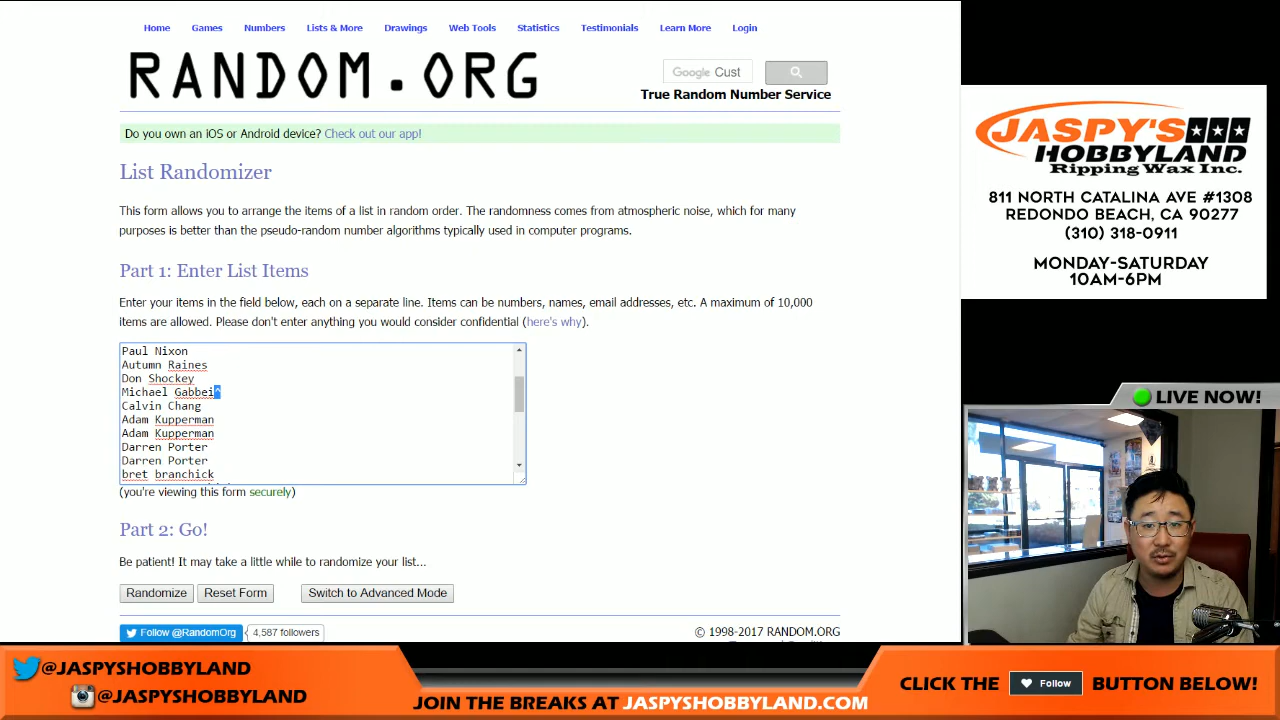 Home Games Numbers Lists & More Drawings Web Tools Statistics Testimonials Learn More Login
RANDOM.ORG
Google Cust
True Random Number Service
Do you own an iOS or Android device? Check out our app!
List Randomizer
This form allows you to arrange the items of a list in random order. The randomness comes from atmospheric noise, which for many
purposes is better than the pseudo-random number algorithms typically used in computer programs.
Part 1: Enter List Items
Enter your items in the field below, each on a separate line. Items can be numbers, names, email addresses, etc. A maximum of 10,000
items are allowed. Please don't enter anything you would consider confidential (here's why).
Paul Nixon
Autumn Raines
Don Shockey
Michael Gabbei^
Calvin Chang
Adam Kupperman
Adam Kupperman
Darren Porter
Darren Porter
bret branchick
(you're viewing this form securely)
Part 2: Go!
Be patient! It may take a little while to randomize your list...
Randomize Reset Form Switch to Advanced Mode
Follow @RandomOrg 4,587 followers
© 1998-2017 RANDOM.ORG
JASPY'S
HOBBYLAND
Ripping Wax Inc.
811 NORTH CATALINA AVE #1308
REDONDO BEACH, CA 90277
(310) 318-0911
MONDAY-SATURDAY
10AM-6PM
LIVE NOW!
@JASPYSHOBBYLAND
@JASPYSHOBBYLAND
JOIN THE BREAKS AT JASPYSHOBBYLAND.COM
CLICK THE Follow BUTTON BELOW!